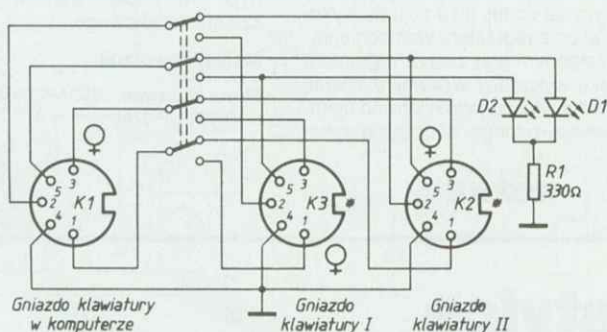 D2
D1
3
5
2
K1
4
1
3
5
2
K3
*
4
1
3
5
2
K2
*
4
1
R1
330Ω
Gniazdo klawiatury
w komputerze
Gniazdo
klawiatury I
Gniazdo
klawiatury II